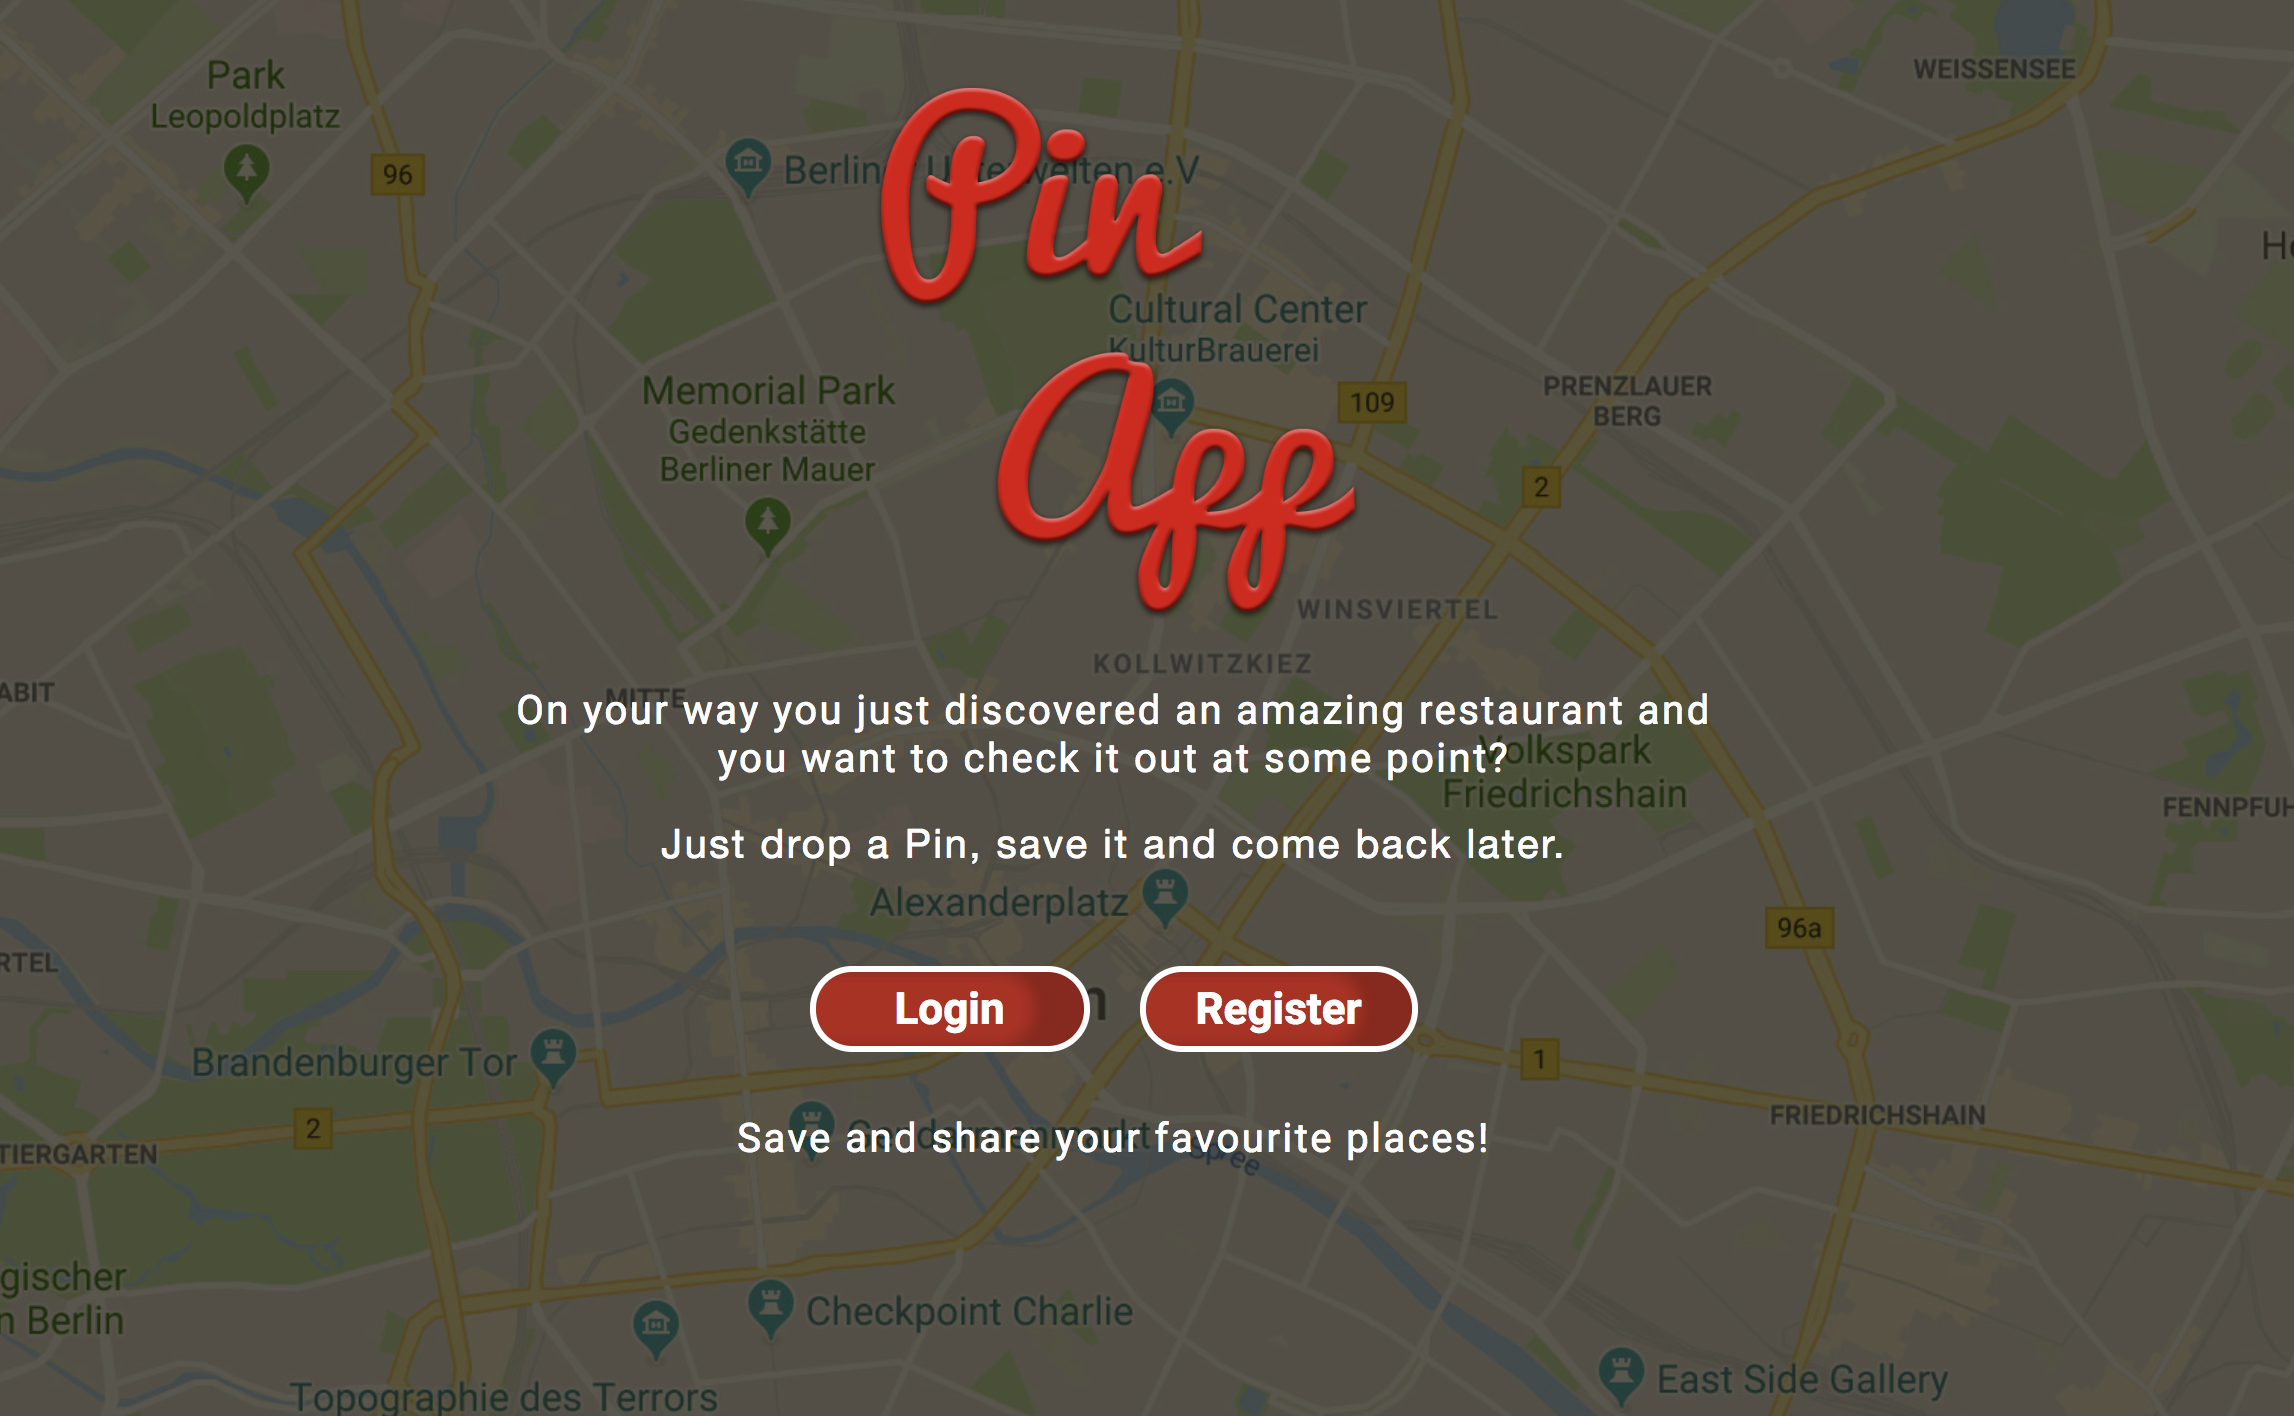 Park
Leopoldplatz
WEISSENSEE
96
Berliner Unterwelten e.V
Pin
Cultural Center
KulturBrauerei
App
Memorial Park
Gedenkstätte
Berliner Mauer
109
PRENZLAUER
BERG
2
WINSVIERTEL
KOLLWITZKIEZ
ABIT
MITTE
On your way you just discovered an amazing restaurant and
you want to check it out at some point?
Volkspark
Friedrichshain
FENNPFUH
Just drop a Pin, save it and come back later.
Alexanderplatz
96a
RTEL
Login
Register
Brandenburger Tor
1
2
FRIEDRICHSHAIN
TIERGARTEN
Gendarmenmarkt
Save and share your favourite places!
Spree
gischer
n Berlin
Checkpoint Charlie
Topographie des Terrors
East Side Gallery